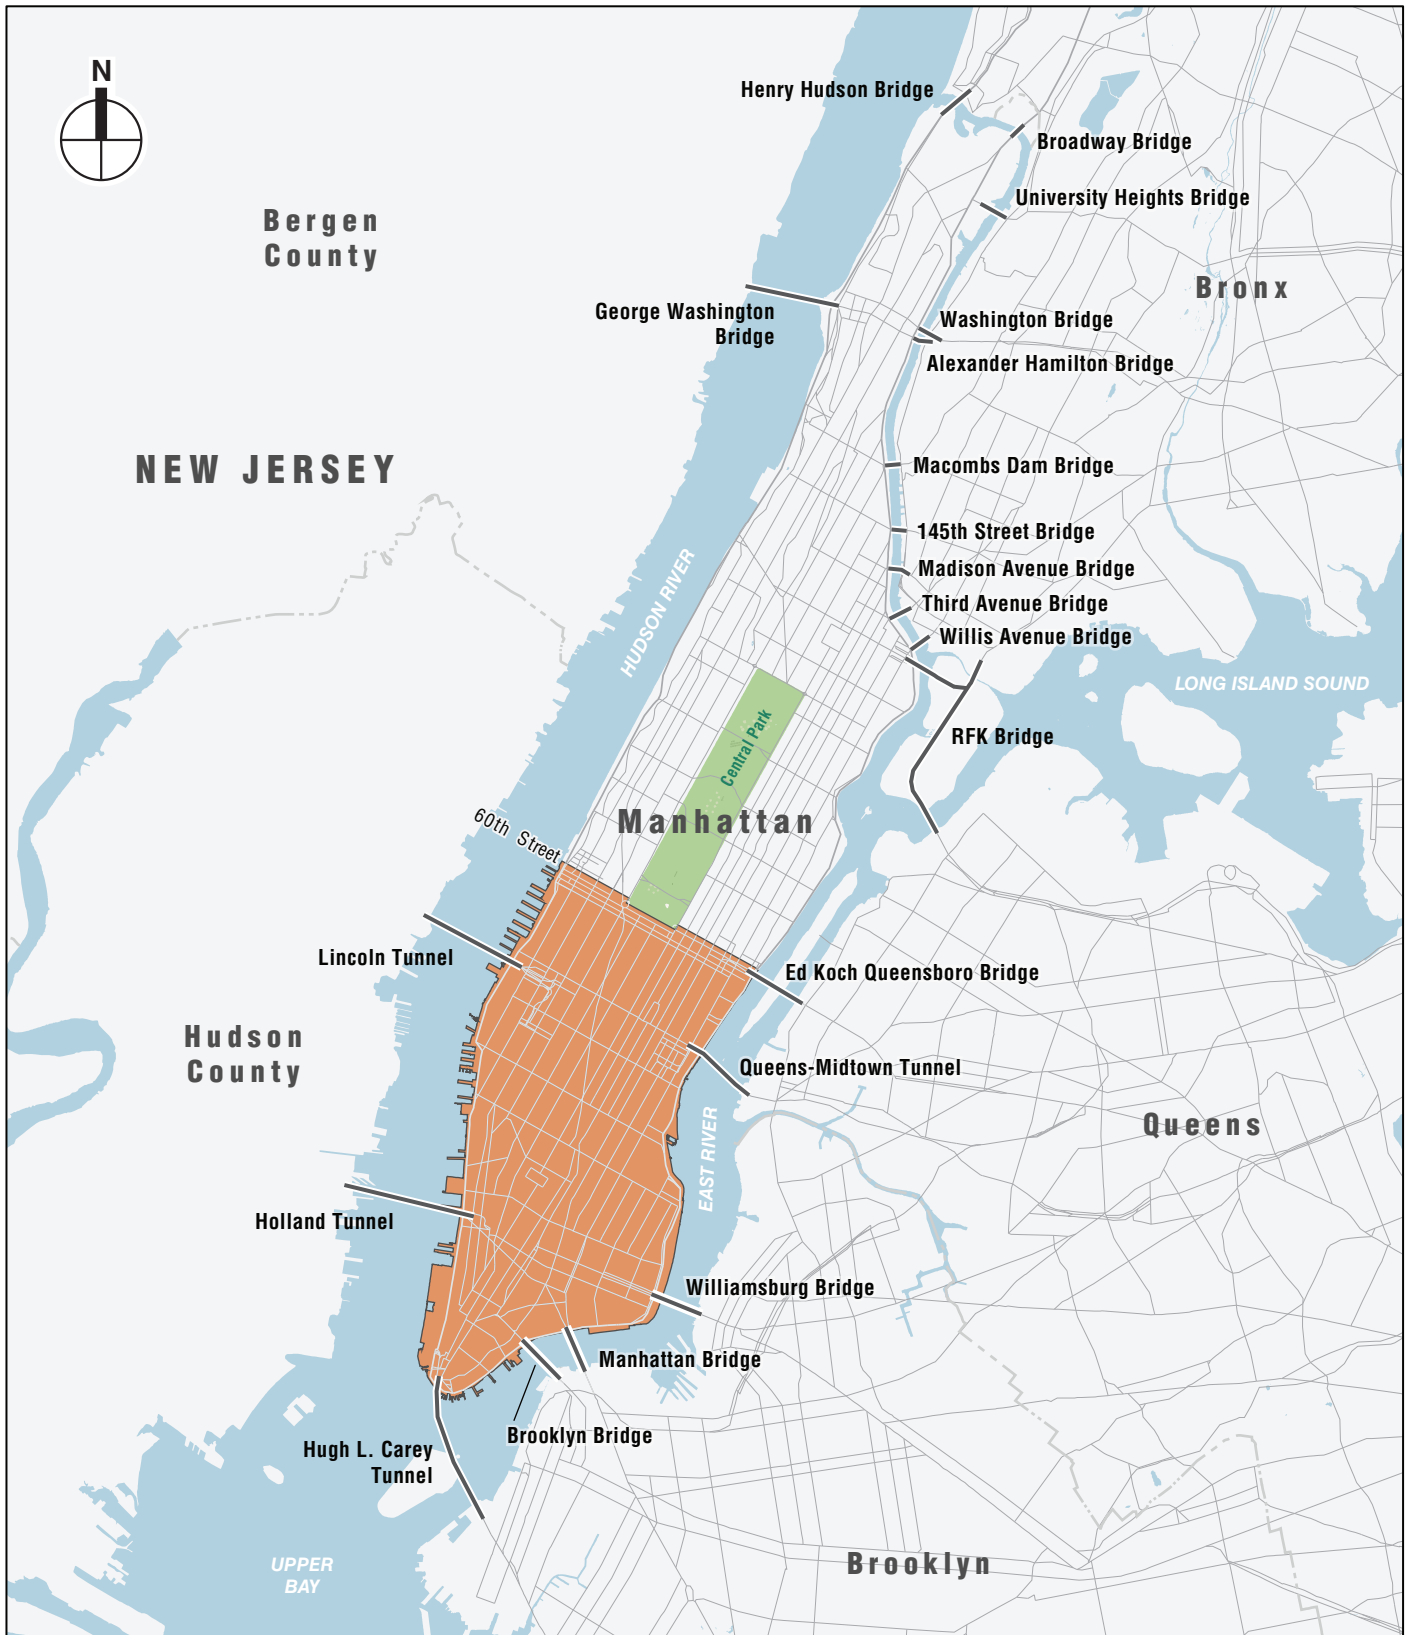 N
Henry Hudson Bridge
Broadway Bridge
University Heights Bridge
Bergen
County
Bronx
George Washington
Bridge
Washington Bridge
Alexander Hamilton Bridge
NEW JERSEY
Macombs Dam Bridge
145th Street Bridge
Madison Avenue Bridge
HUDSON RIVER
Third Avenue Bridge
Willis Avenue Bridge
LONG ISLAND SOUND
RFK Bridge
Central Park
Manhattan
60th Street
Lincoln Tunnel
Ed Koch Queensboro Bridge
Hudson
County
Queens-Midtown Tunnel
Queens
EAST RIVER
Holland Tunnel
Williamsburg Bridge
Manhattan Bridge
Brooklyn Bridge
Hugh L. Carey
Tunnel
Brooklyn
UPPER
BAY